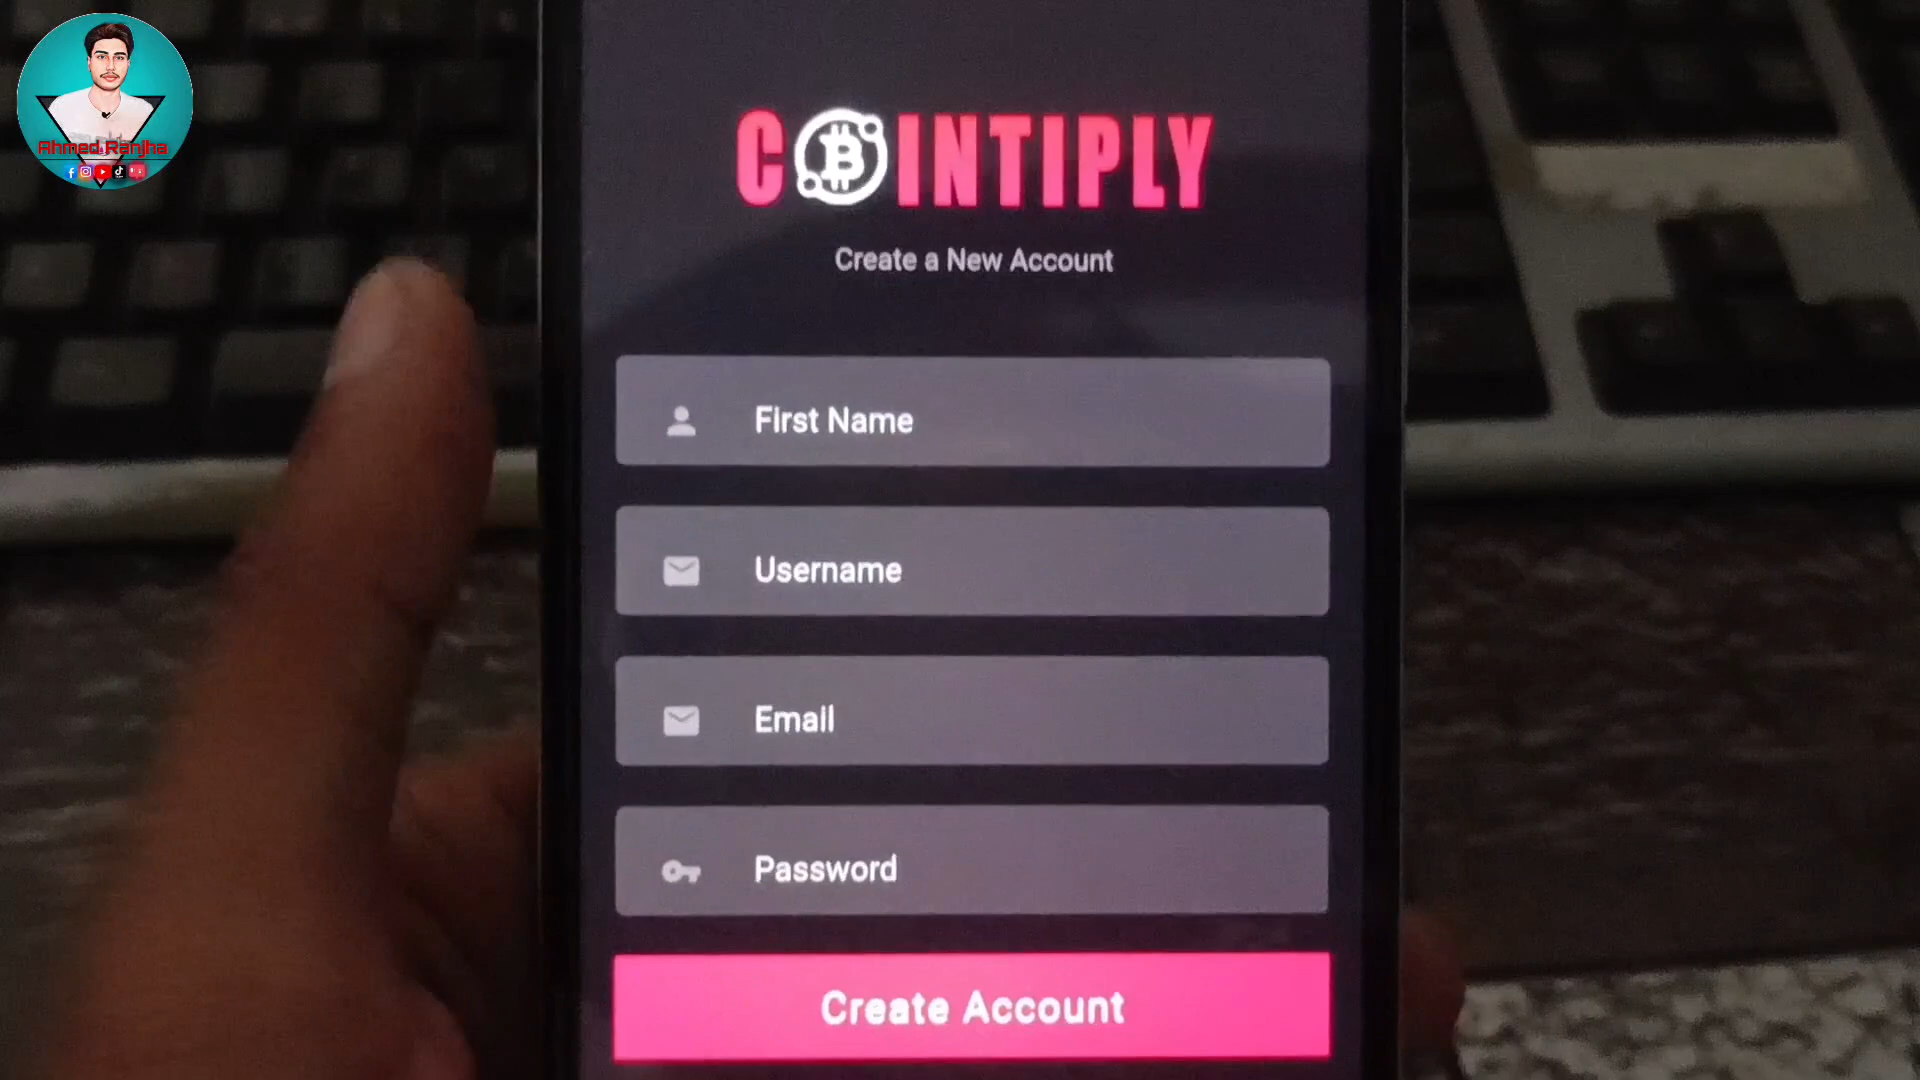 Ahmed Ranjha
COINTIPLY
Create a New Account
First Name
Username
Email
Password
Create Account